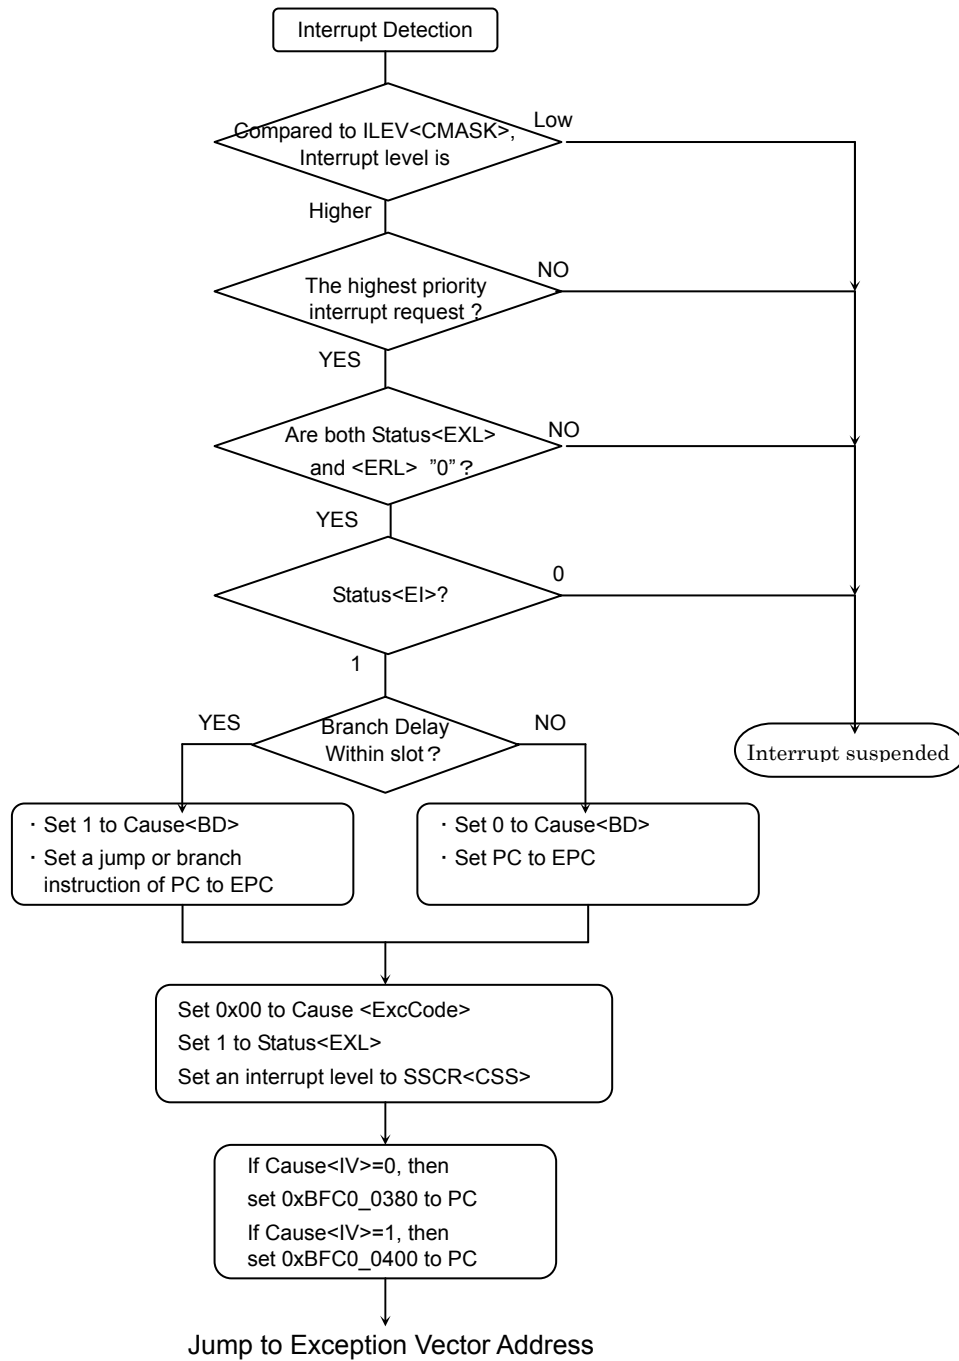 Interrupt Detection
Compared to ILEV<CMASK>,
Interrupt level is
Low
Higher
The highest priority
interrupt request ?
NO
YES
Are both Status<EXL>
and <ERL> ”0”?
NO
YES
Status<EI>?
0
1
Branch Delay
Within slot?
YES
NO
Interrupt suspended
・Set 1 to Cause<BD>
・Set a jump or branch
instruction of PC to EPC
・Set 0 to Cause<BD>
・Set PC to EPC
Set 0x00 to Cause <ExcCode>
Set 1 to Status<EXL>
Set an interrupt level to SSCR<CSS>
If Cause<IV>=0, then
set 0xBFC0_0380 to PC
If Cause<IV>=1, then
set 0xBFC0_0400 to PC
Jump to Exception Vector Address